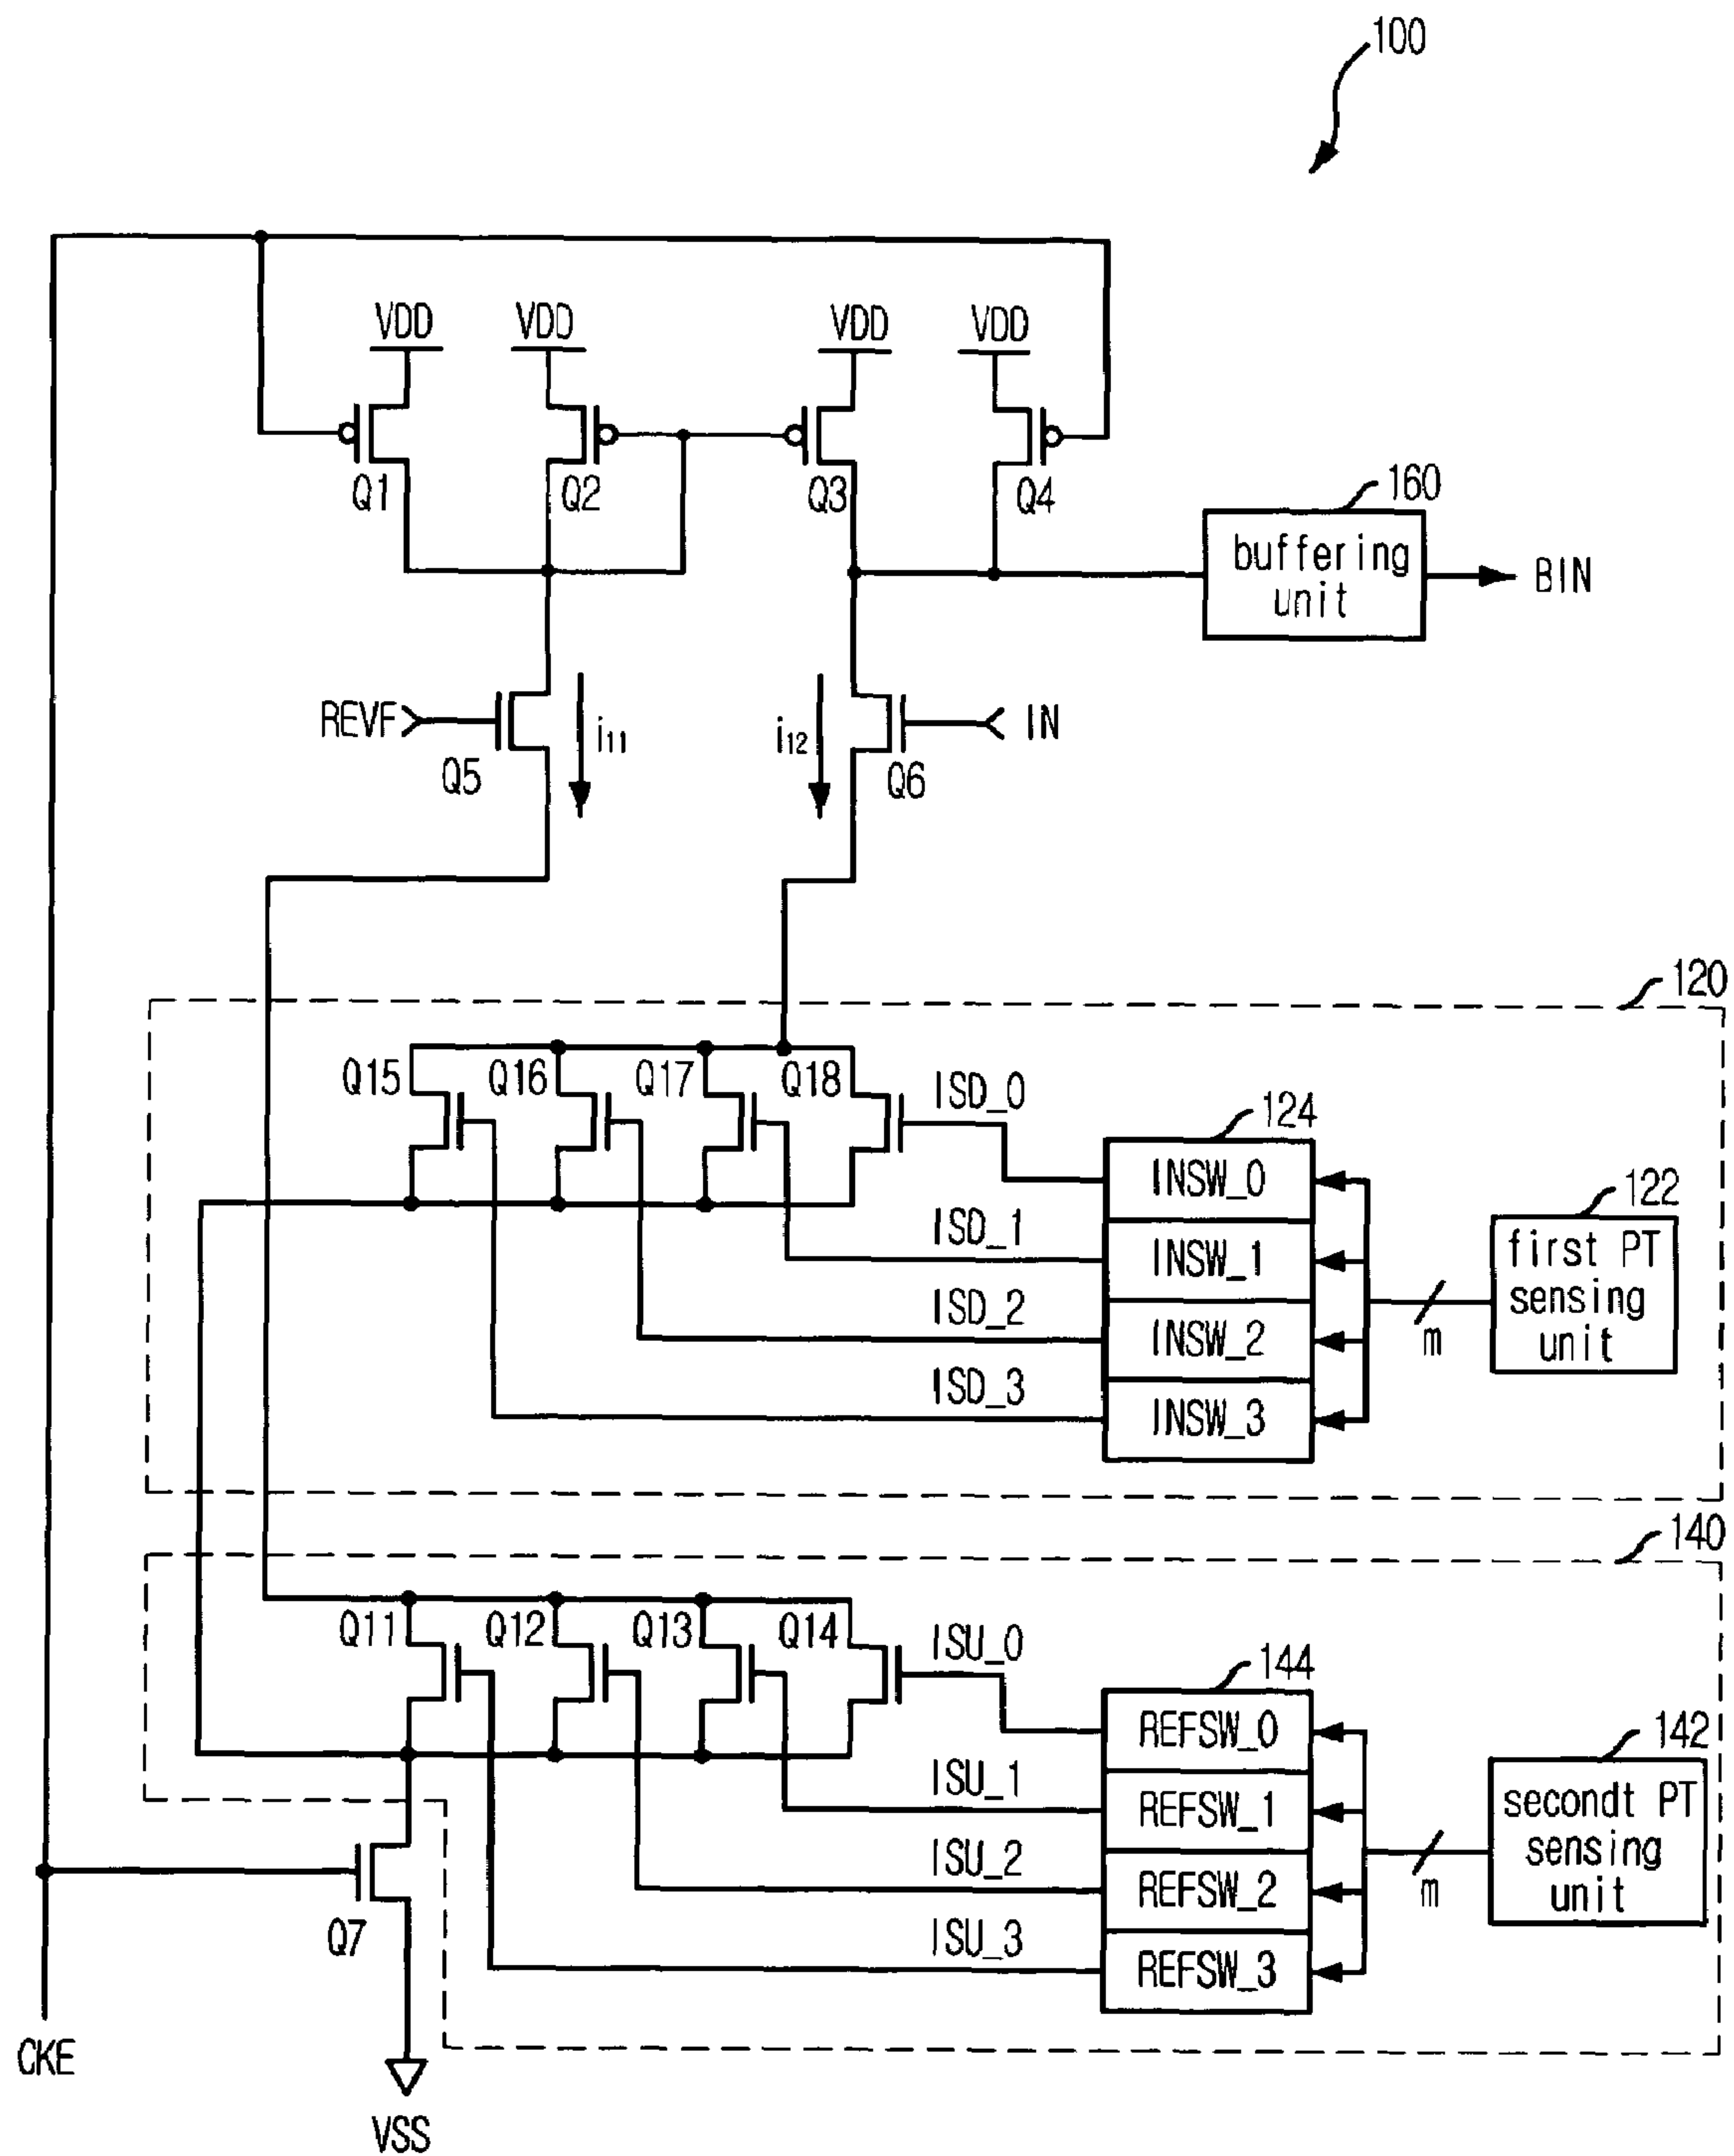 100
VDD
VDD
VDD
VDD
Q1
Q2
Q3
Q4
160
buffering
unit
BIN
REVF
Q5
i11
i12
IN
Q6
120
Q15
Q16
Q17
Q18
ISD_0
ISD_1
ISD_2
ISD_3
124
INSW_0
INSW_1
INSW_2
INSW_3
m
122
first PT
sensing
unit
140
Q11
Q12
Q13
Q14
ISU_0
ISU_1
ISU_2
ISU_3
144
REFSW_0
REFSW_1
REFSW_2
REFSW_3
m
142
secondt PT
sensing
unit
Q7
CKE
VSS